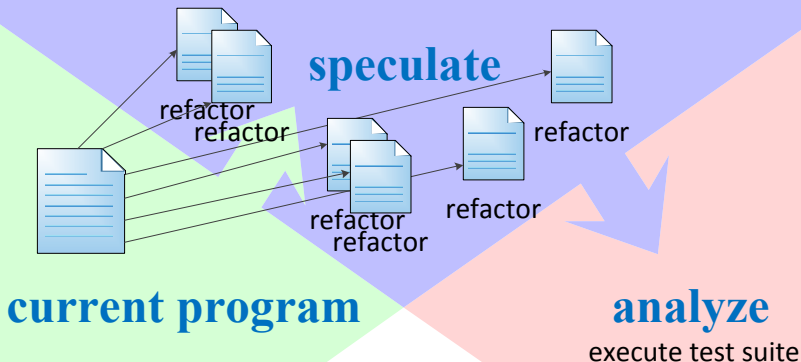 speculate
refactor
refactor
refactor
refactor
refactor
refactor
current program
analyze
execute test suite